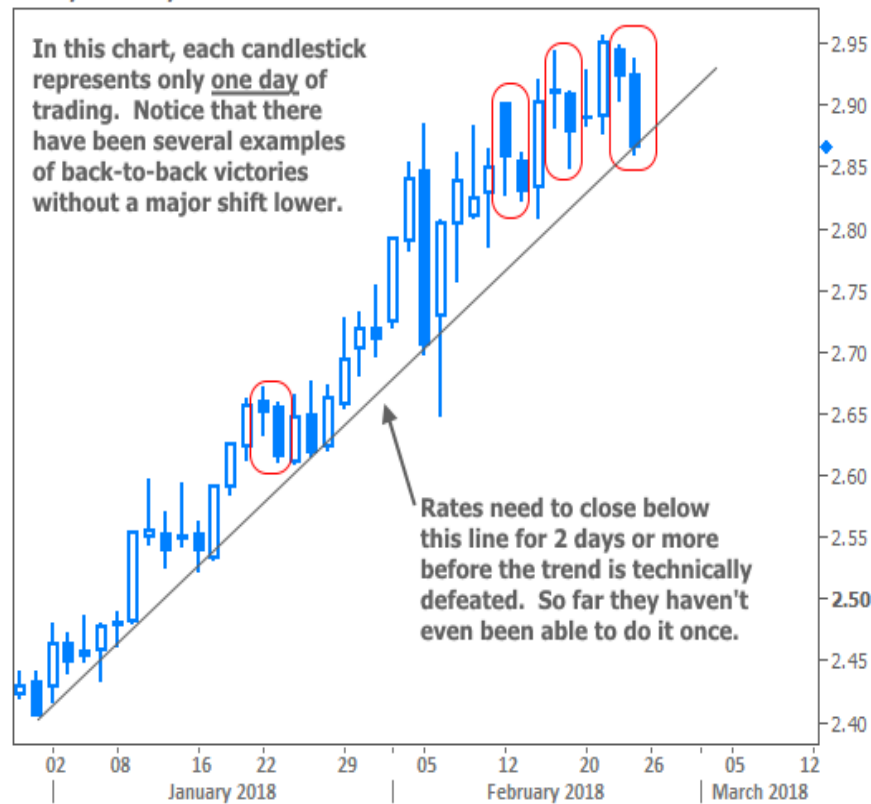 In this chart, each candlestick
represents only one day of
trading. Notice that there
have been several examples
of back-to-back victories
without a major shift lower.
2.95
2.90
2.85
2.80
2.75
2.70
2.65
2.60
2.55
2.50
2.45
2.40
Rates need to close below
this line for 2 days or more
before the trend is technically
defeated. So far they haven't
even been able to do it once.
02 08 16 22 29 05 12 20 26 05 12
January 2018 February 2018 March 2018